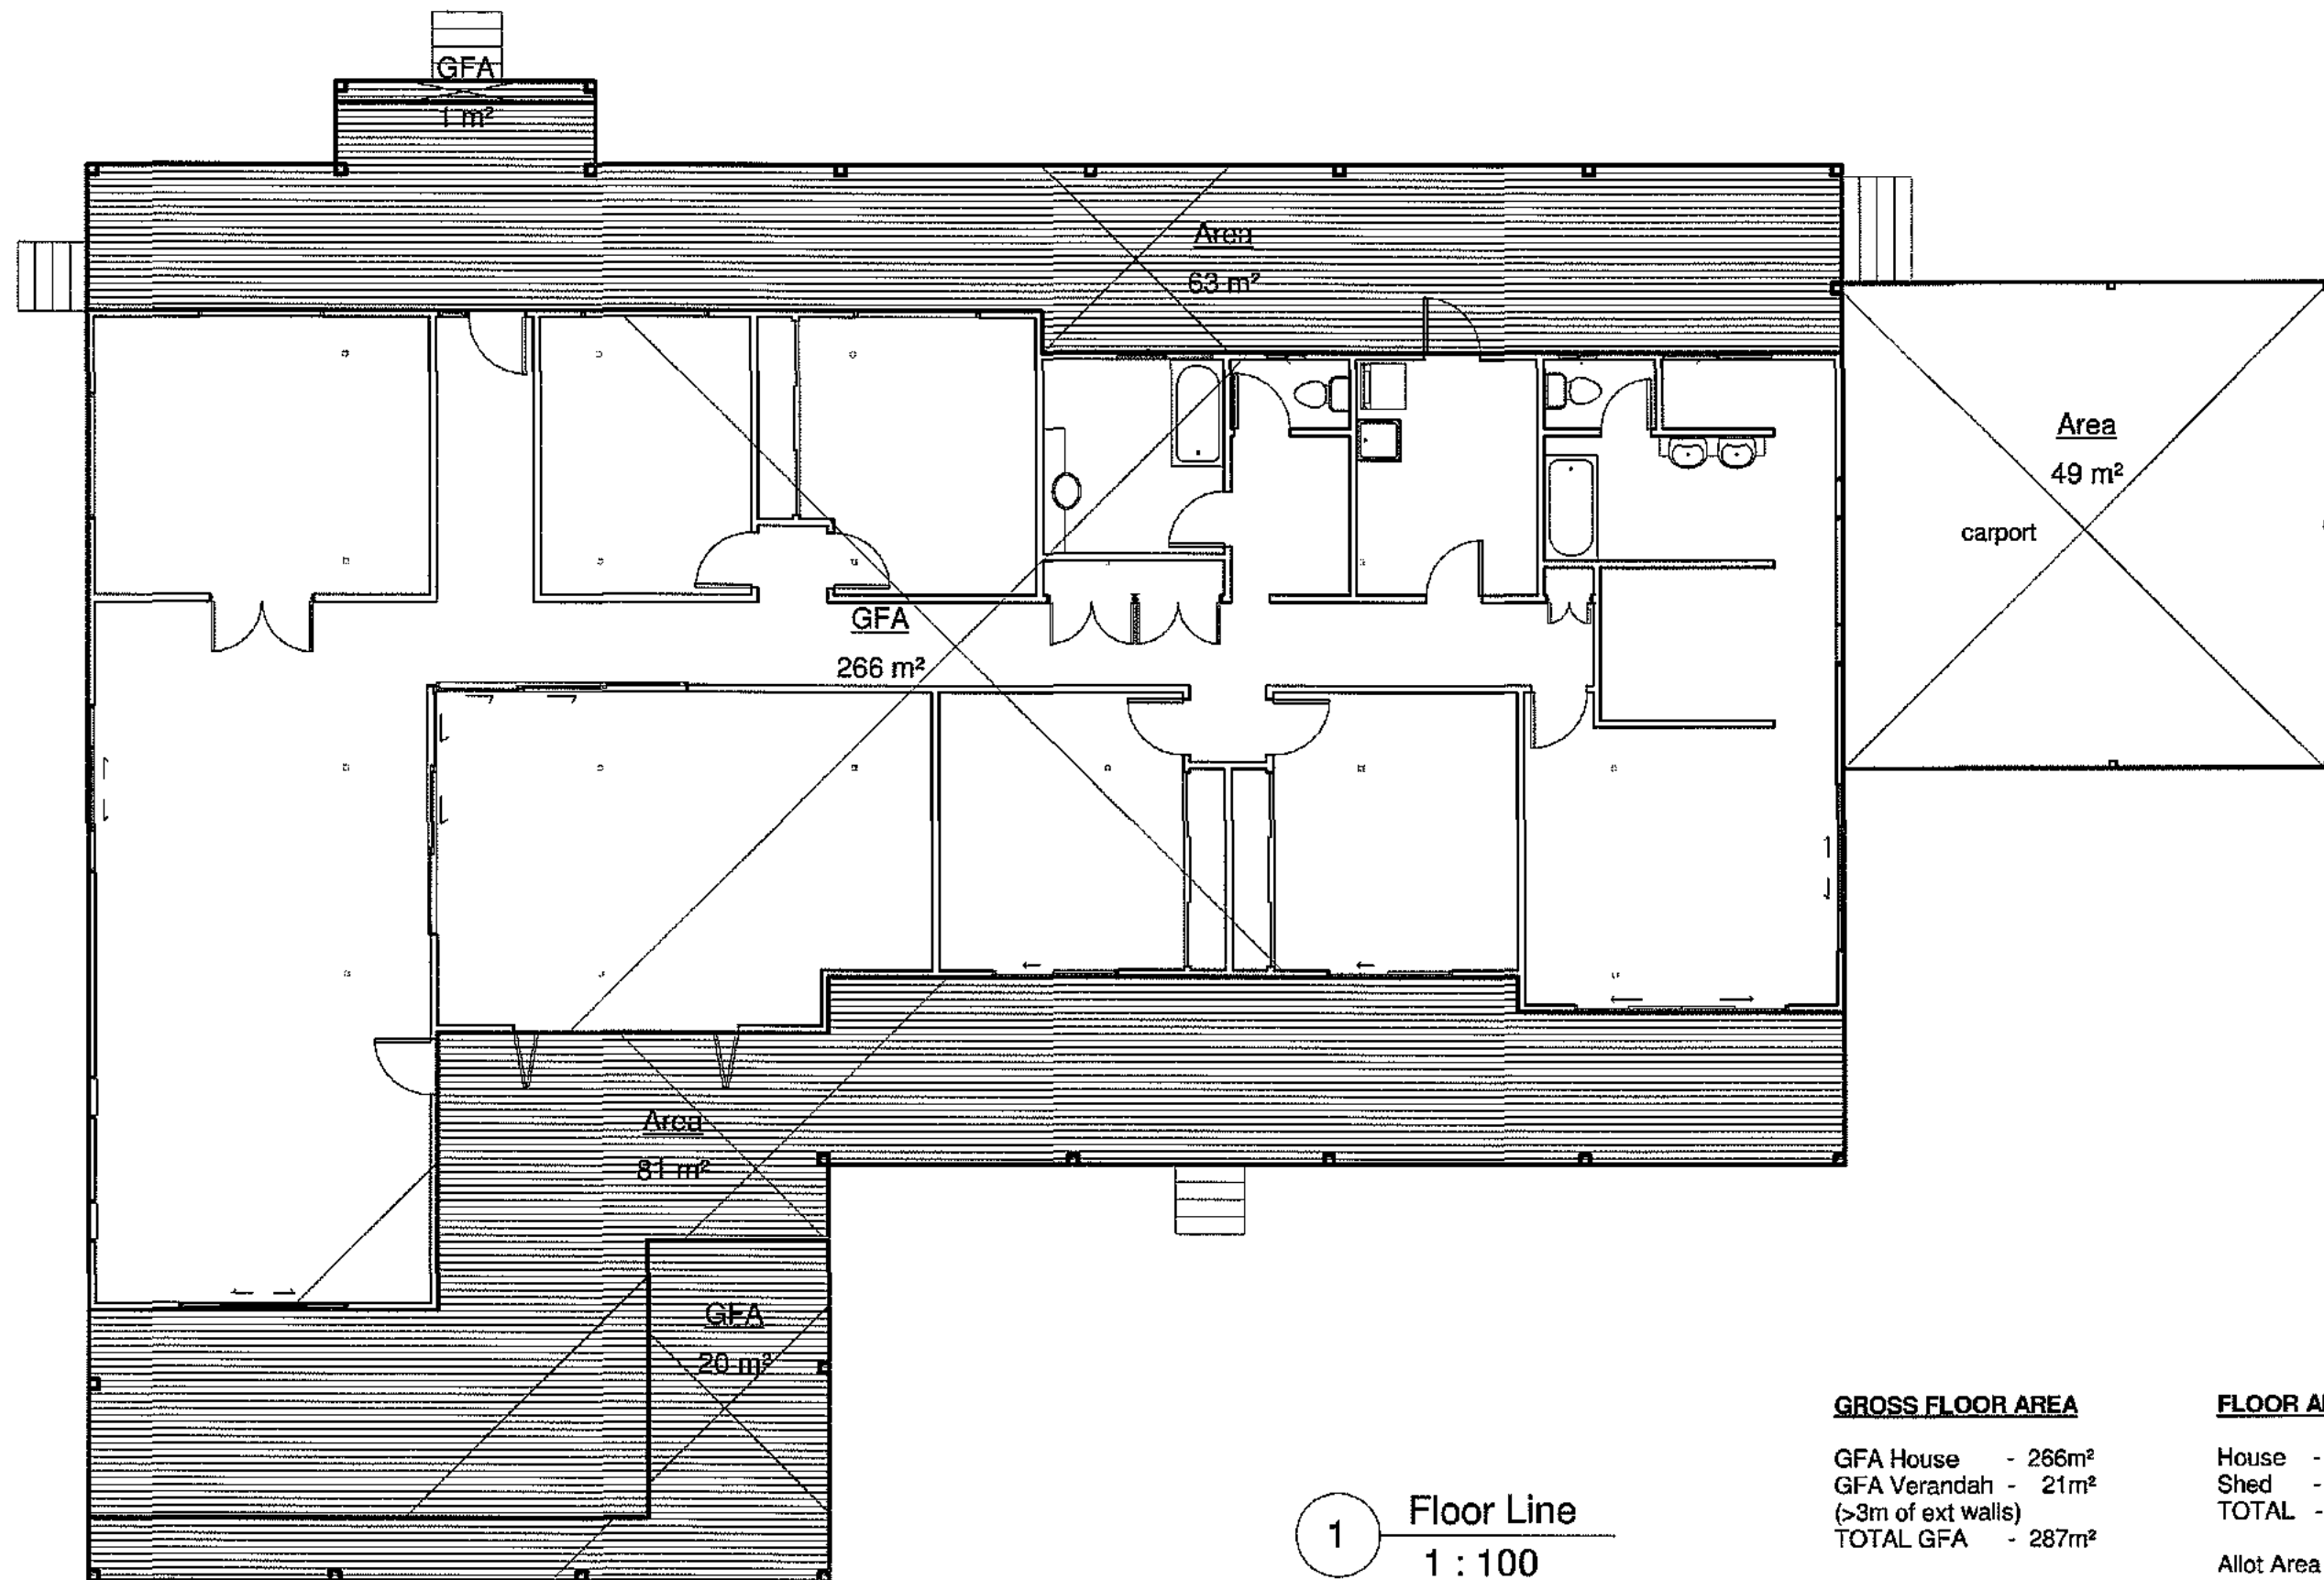 GFA
1 m²
Area
63 m²
Area
49 m²
carport
GFA
266 m²
Area
81 m²
GFA
20 m²
1
Floor Line
1 : 100
GROSS FLOOR AREA
GFA House - 266m²
GFA Verandah - 21m²
(>3m of ext walls)
TOTAL GFA - 287m²
FLOOR
House -
Shed -
TOTAL -
Allot Area